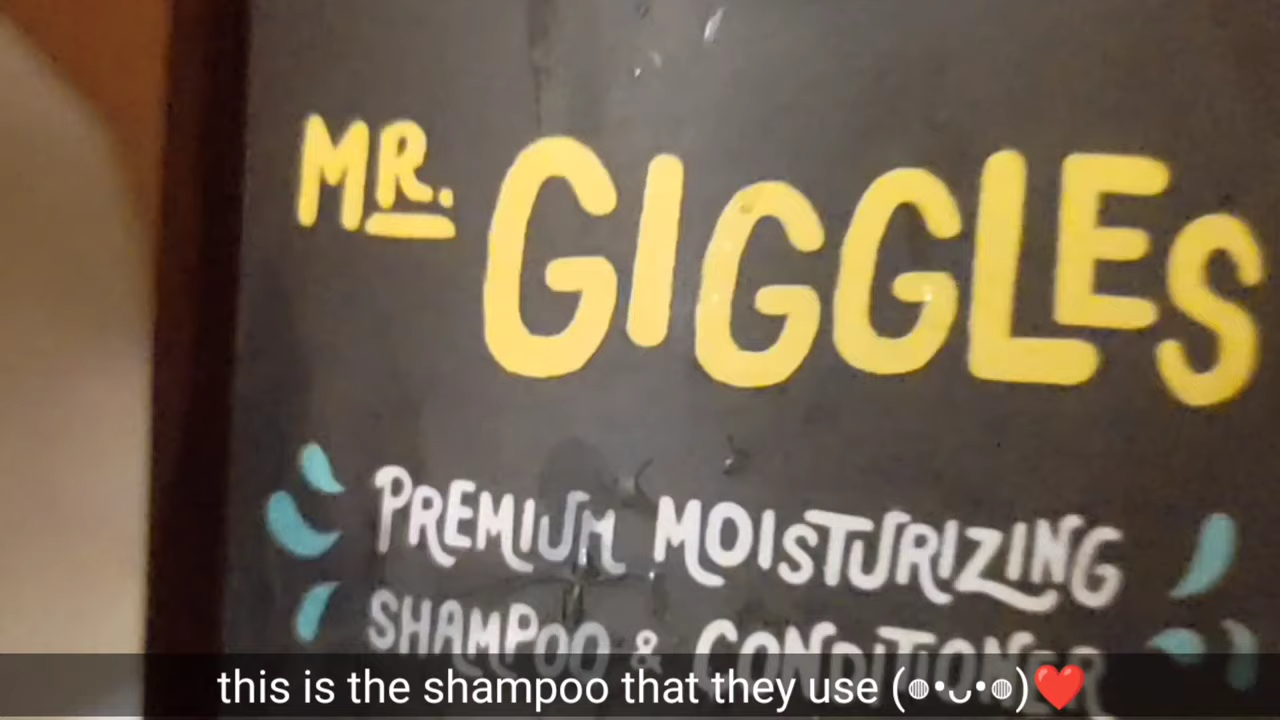 MR. GIGGLES
PREMIUM MOISTURIZING
SHAMPOO & CONDITIONER
this is the shampoo that they use (◍•ᴗ•◍)❤️